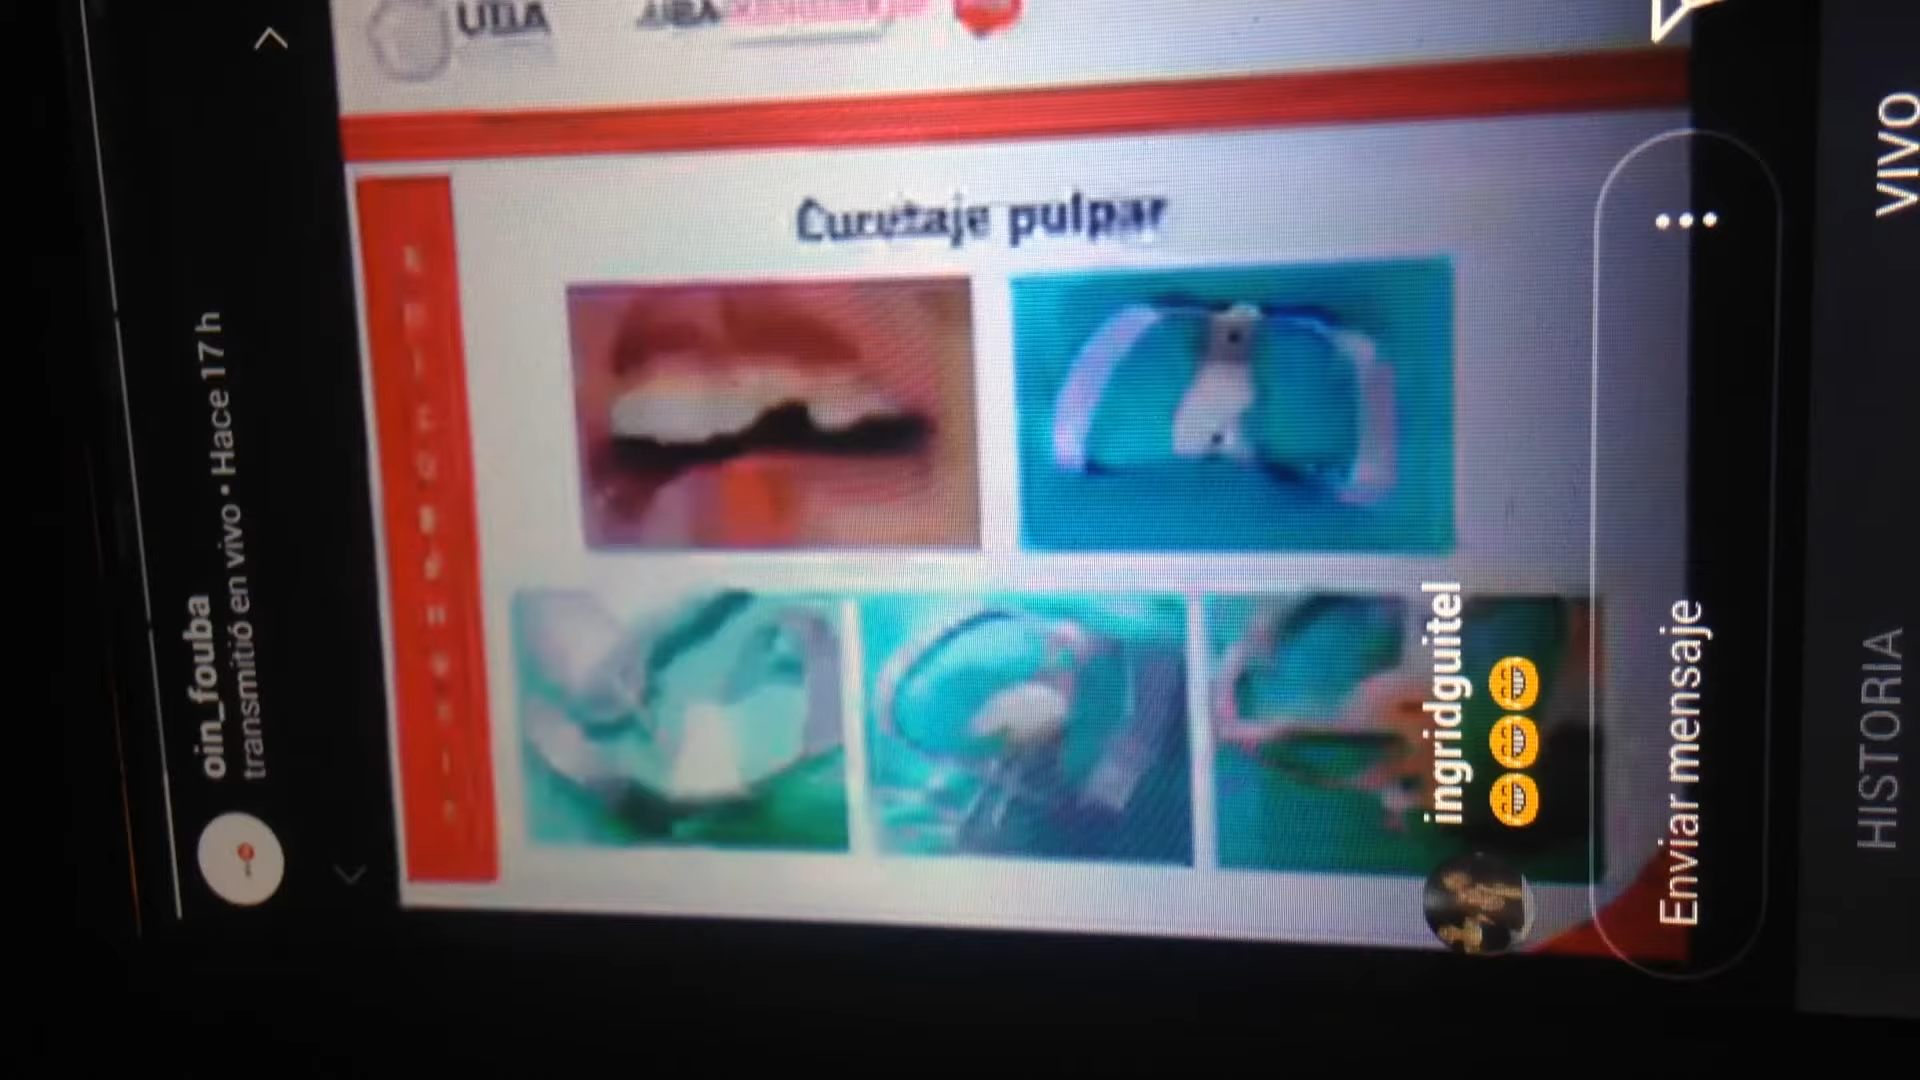 UBA
Curetaje pulpar
oin_fouba
transmitió en vivo • Hace 17 h
ingridguitel
😁😁😁
Enviar mensaje
HISTORIA
VIVO